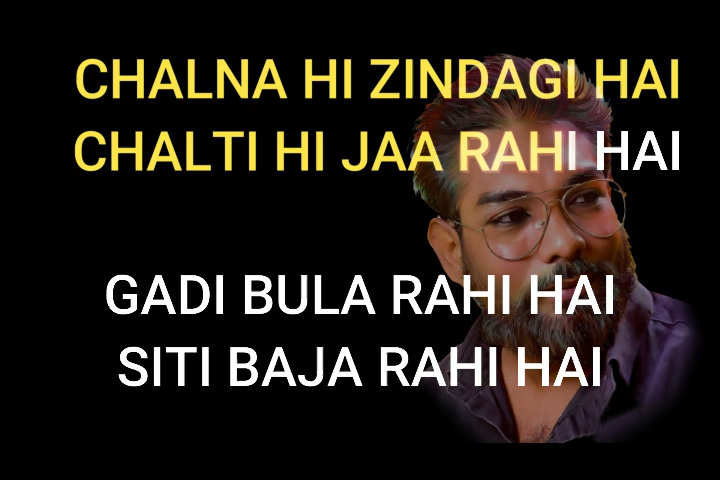 CHALNA HI ZINDAGI HAI
CHALTI HI JAA RAHI HAI
GADI BULA RAHI HAI
SITI BAJA RAHI HAI